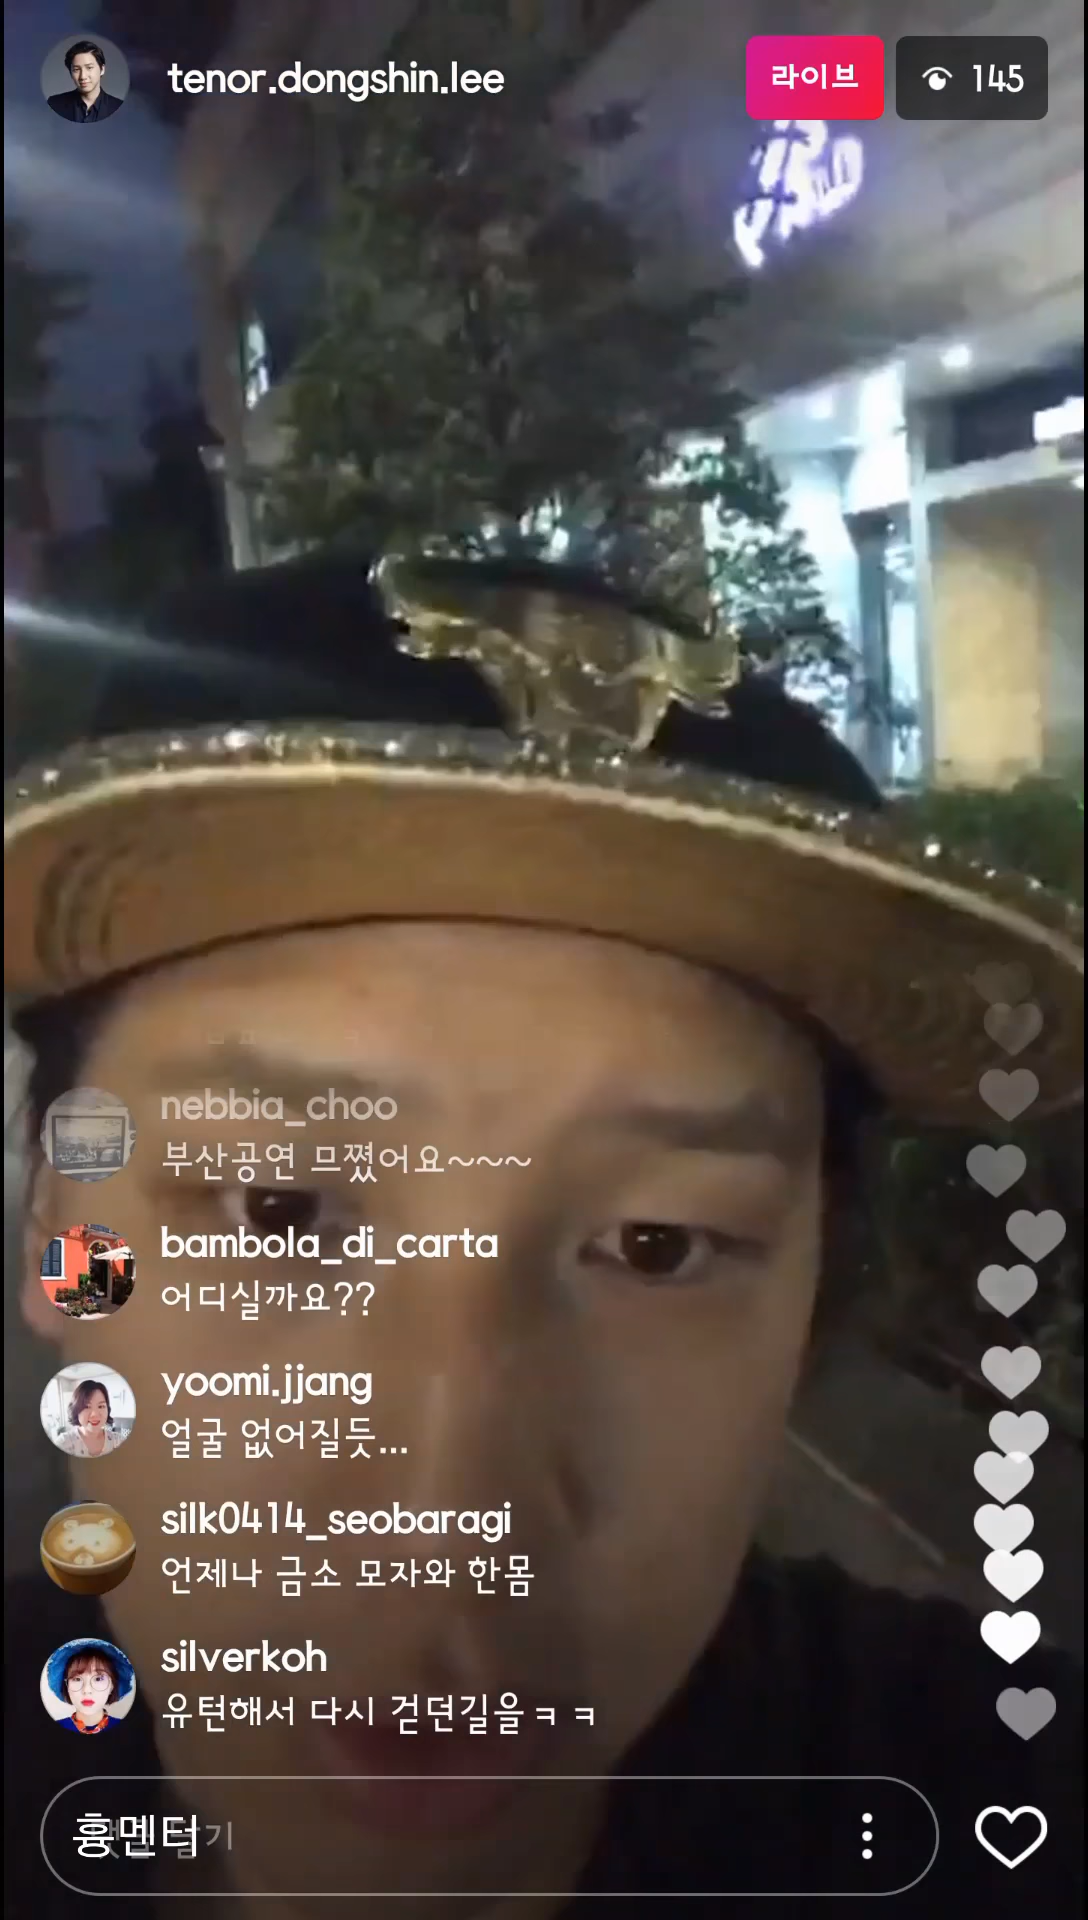 tenor.dongshin.lee
라이브
145
nebbia_choo
부산공연 므쪘어요~~~
bambola_di_carta
어디실까요??
yoomi.jjang
얼굴 없어질듯...
silk0414_seobaragi
언제나 금소 모자와 한몸
silverkoh
유턴해서 다시 걷던길을ㅋㅋ
흉멘터